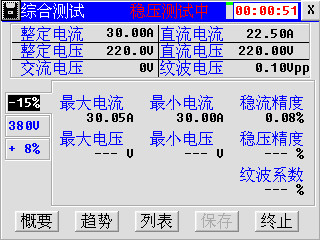 综合测试 稳压测试中 00:00:51 X
整定电流 30.00A 直流电流 22.50A
整定电压 220.0V 直流电压 220.00V
交流电压 0V 纹波电压 0.10Vpp
-15% 最大电流 最小电流 稳流精度
30.05A 30.00A 0.08%
380V 最大电压 最小电压 稳压精度
--- V --- V --- %
+ 8%
纹波系数
--- %
概要 趋势 列表 保存 终止